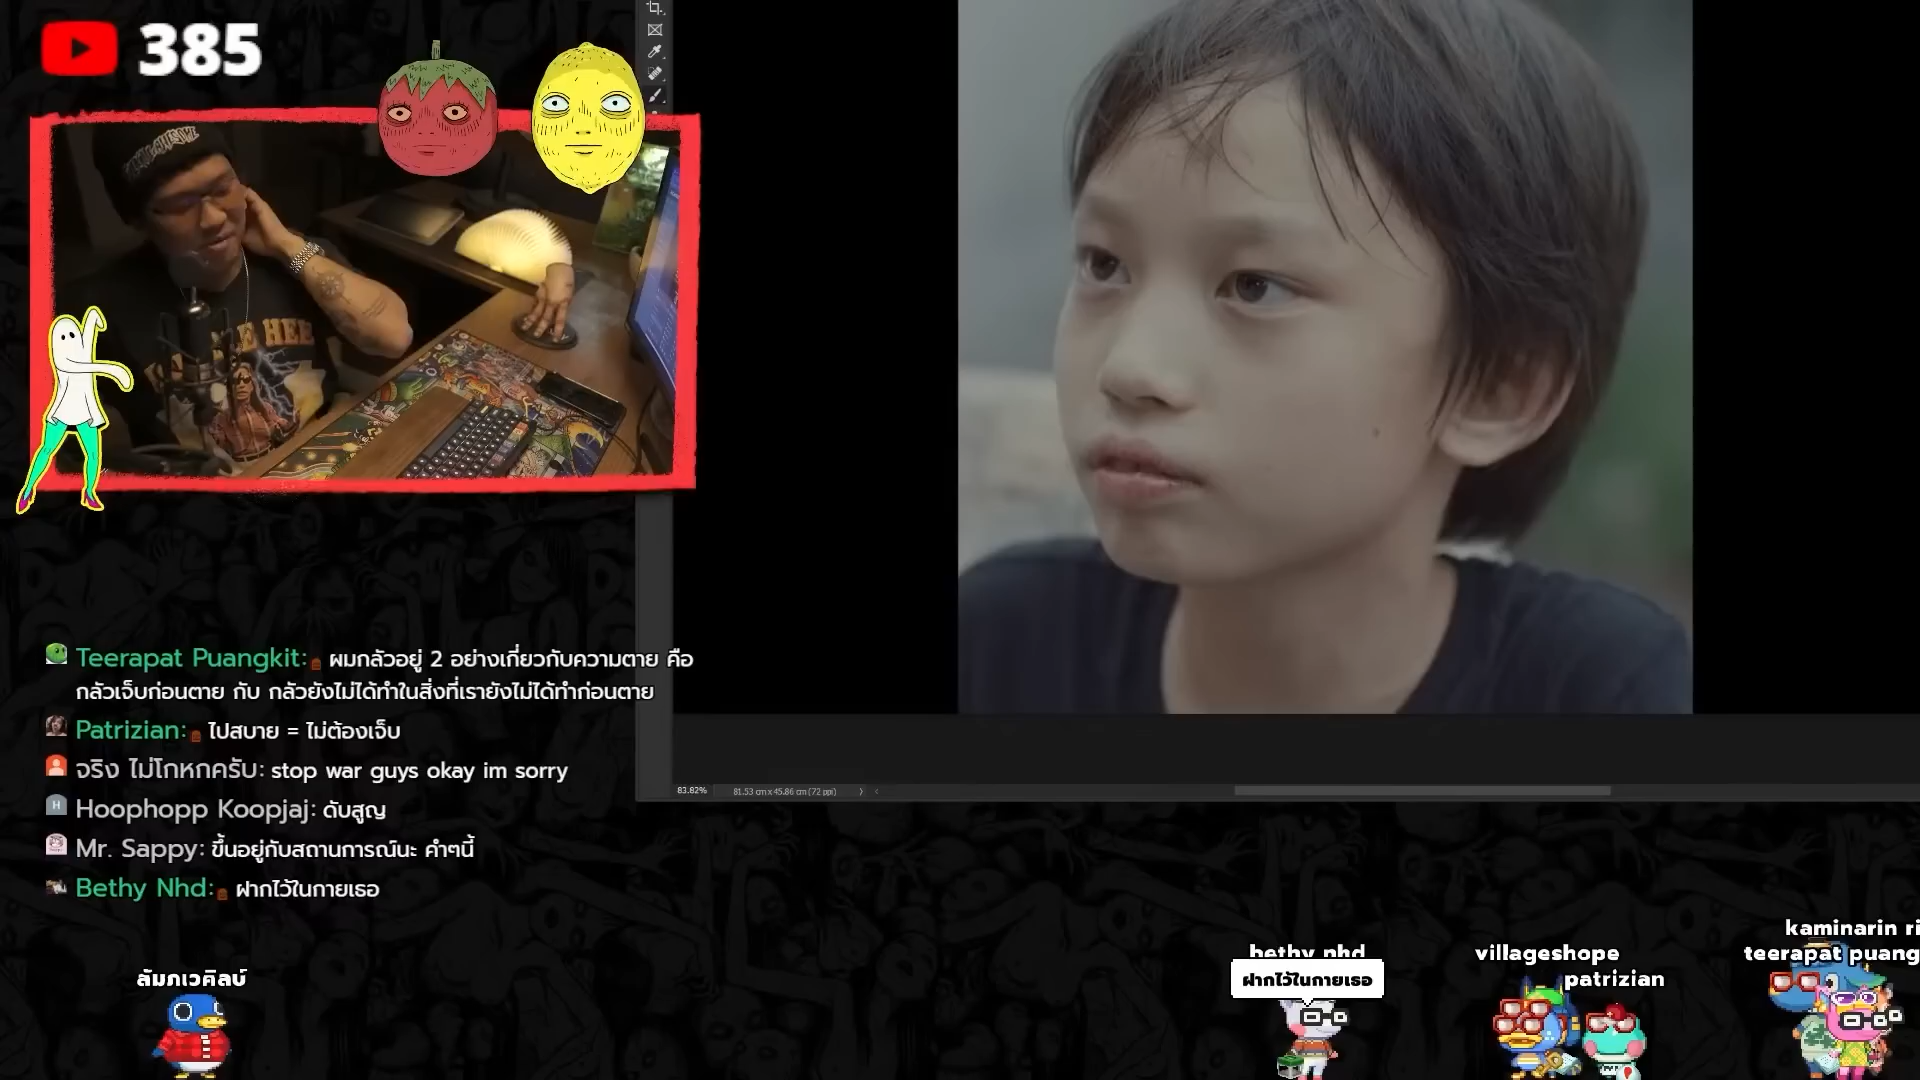 385
Teerapat Puangkit: ผมกลัวอยู่ 2 อย่างเกี่ยวกับความตาย คือ
กลัวเจ็บก่อนตาย กับ กลัวยังไม่ได้ทำในสิ่งที่เรายังไม่ได้ทำก่อนตาย
Patrizian: ไปสบาย = ไม่ต้องเจ็บ
จริง ไม่โกหกครับ: stop war guys okay im sorry
H Hoophopp Koopjaj: ดับสูญ
Mr. Sappy: ขึ้นอยู่กับสถานการณ์นะ คำๆนี้
Bethy Nhd: ฝากไว้ในกายเธอ
83.82% 81.53 cm x 45.86 cm (72 ppi)
kaminarin ri
bethy nhd villageshope teerapat puang
ลัมภเวคิลบ์ ฝากไว้ในกายเธอ patrizian